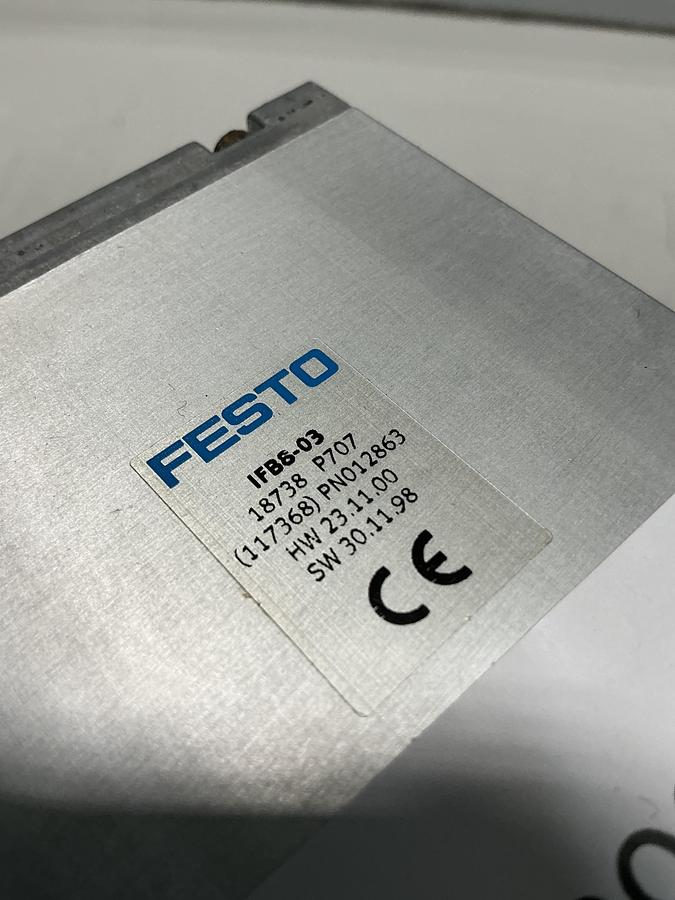 FESTO
IFB6-03
18738 P707
(117368) PN012863
HW 23.11.00
SW 30.11.98
CE